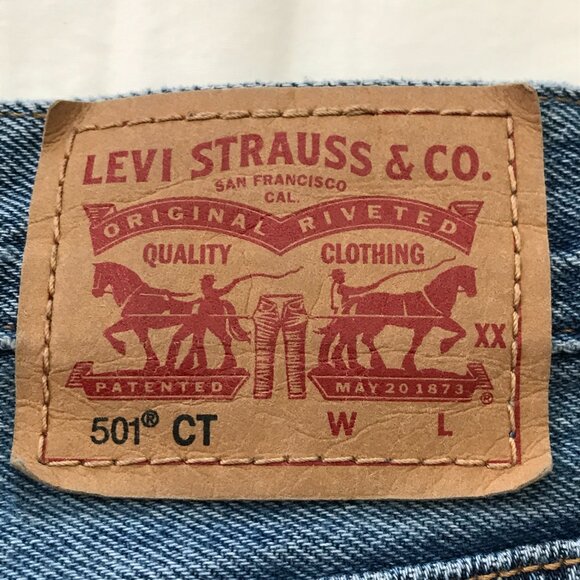 LEVI STRAUSS & CO.
SAN FRANCISCO
CAL.
ORIGINAL RIVETED
QUALITY CLOTHING
XX
PATENTED MAY 20 1873 ®
501® CT W L